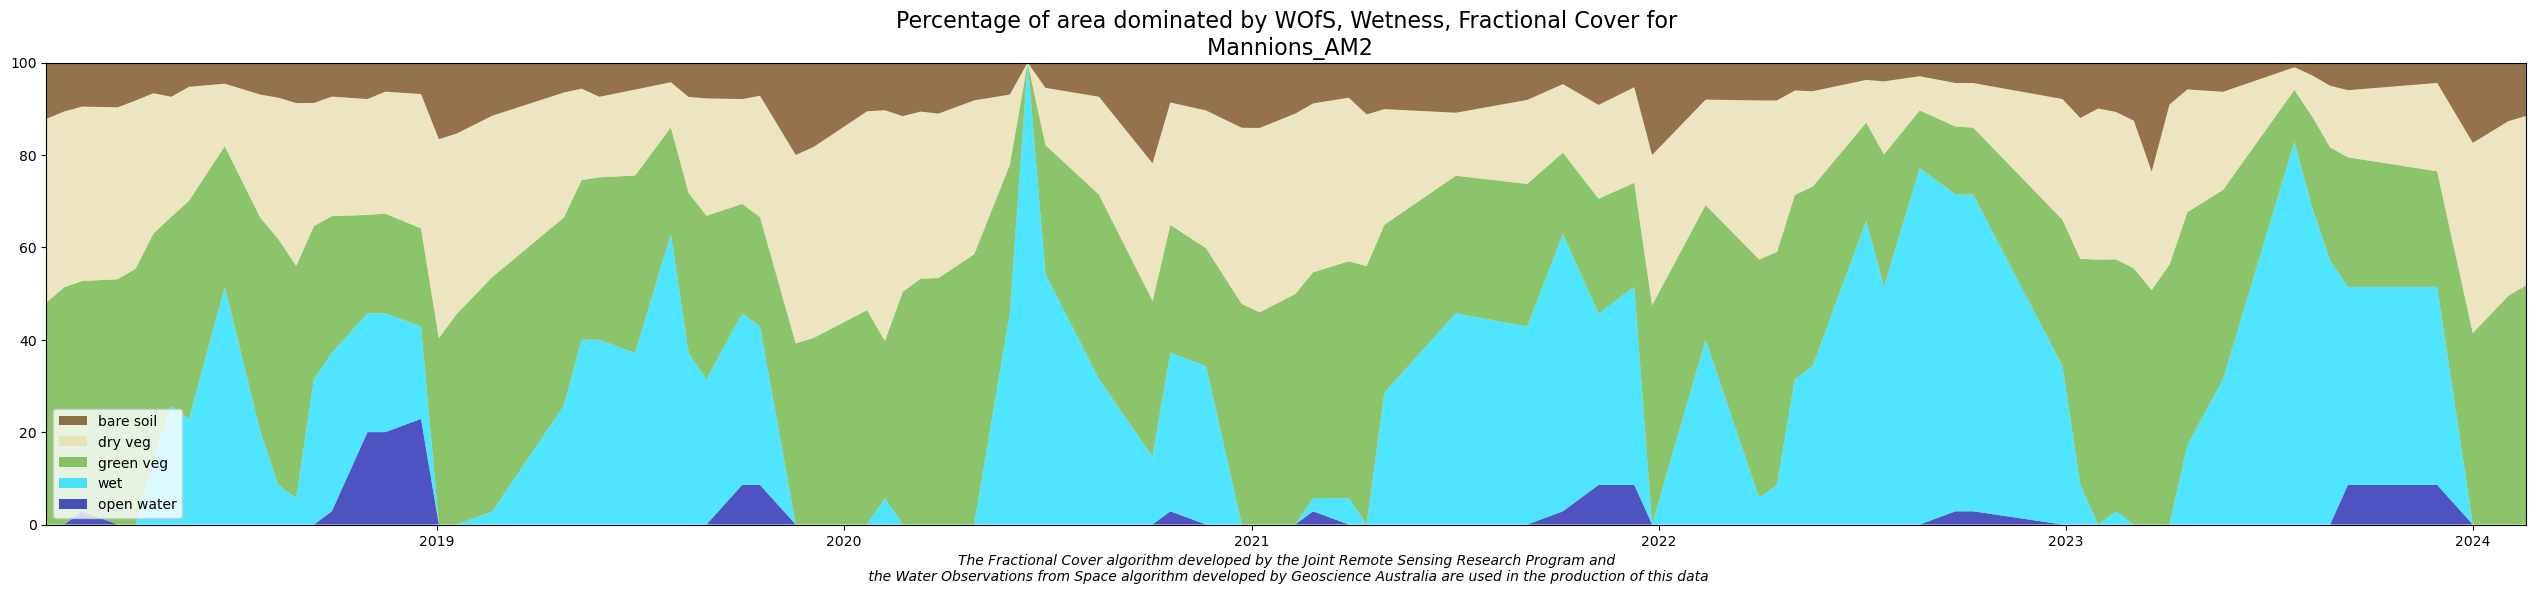 Percentage of area dominated by WOfS, Wetness, Fractional Cover for
Mannions_AM2
100
80
60
40
20
0
bare soil
dry veg
green veg
wet
open water
2019
2020
2021
2022
2023
2024
The Fractional Cover algorithm developed by the Joint Remote Sensing Research Program and
the Water Observations from Space algorithm developed by Geoscience Australia are used in the production of this data